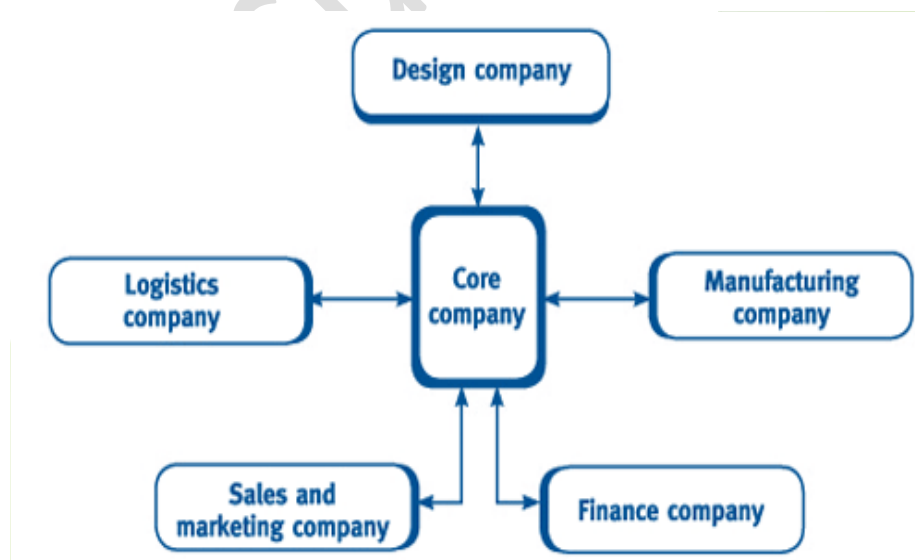 Design company
Logistics
company
Core
company
Manufacturing
company
Sales and
marketing company
Finance company